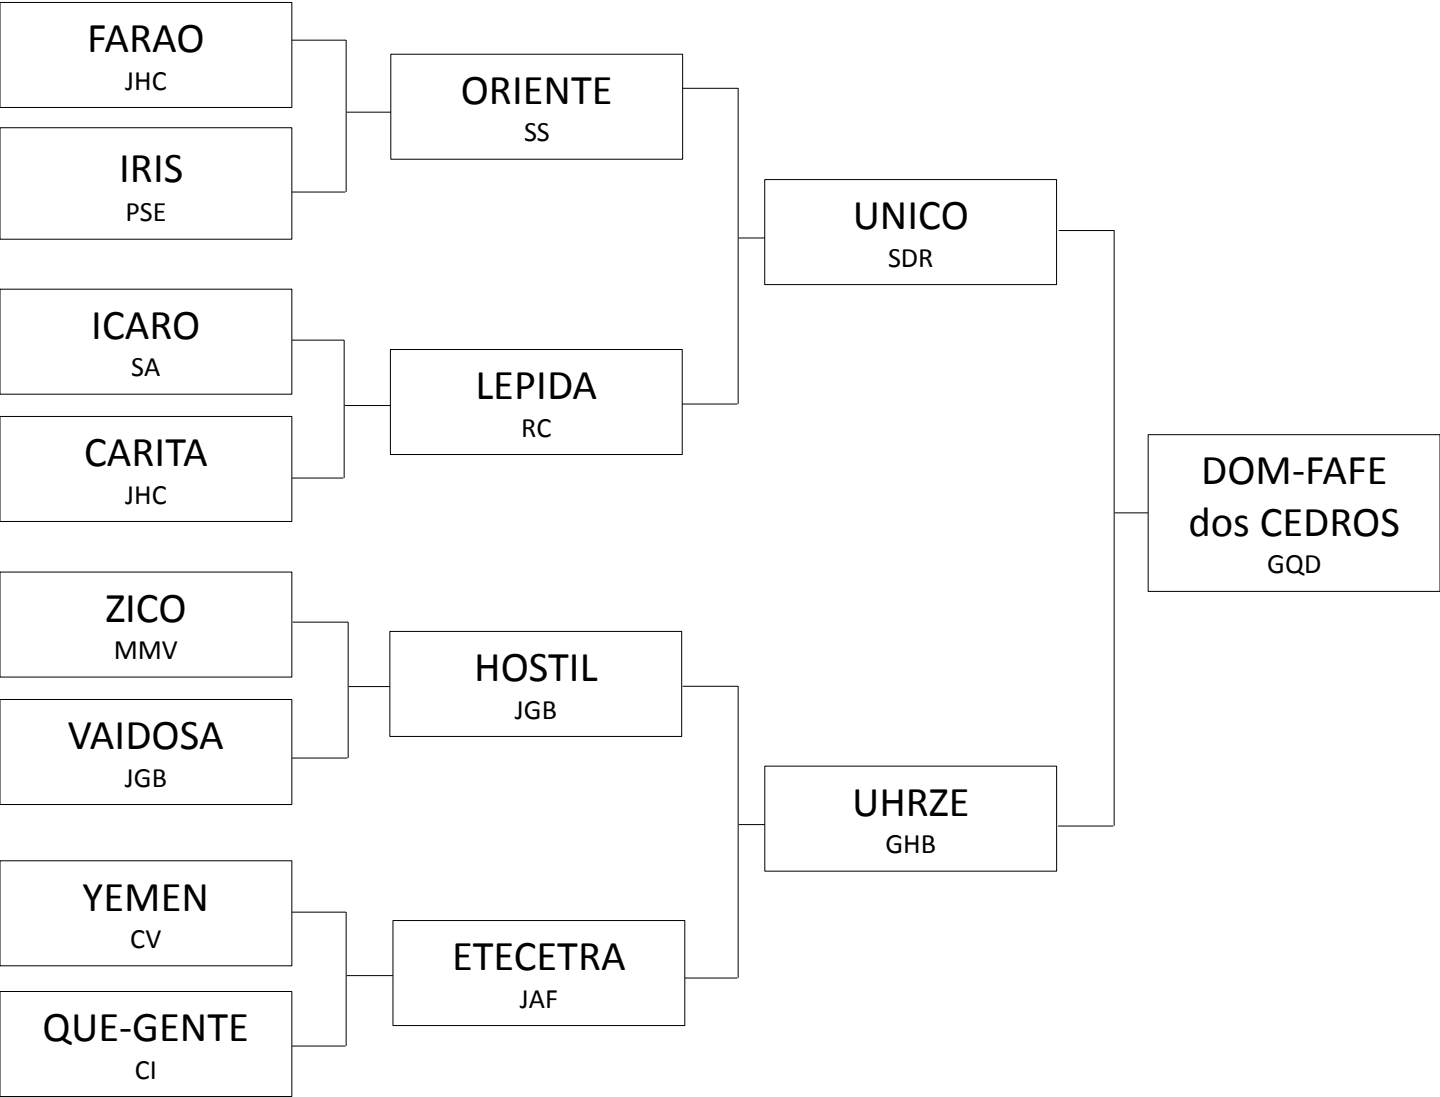 FARAO
JHC
IRIS
PSE
ICARO
SA
CARITA
JHC
ZICO
MMV
VAIDOSA
JGB
YEMEN
CV
QUE-GENTE
CI
ORIENTE
SS
LEPIDA
RC
HOSTIL
JGB
ETECETRA
JAF
UNICO
SDR
UHRZE
GHB
DOM-FAFE
dos CEDROS
GQD